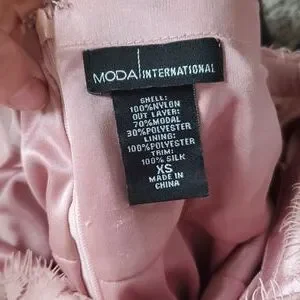 MODA INTERNATIONAL
SHELL:
100%NYLON
OUT LAYER:
70%MODAL
30%POLYESTER
LINING:
100%POLYESTER
TRIM:
100% SILK
XS
MADE IN
CHINA